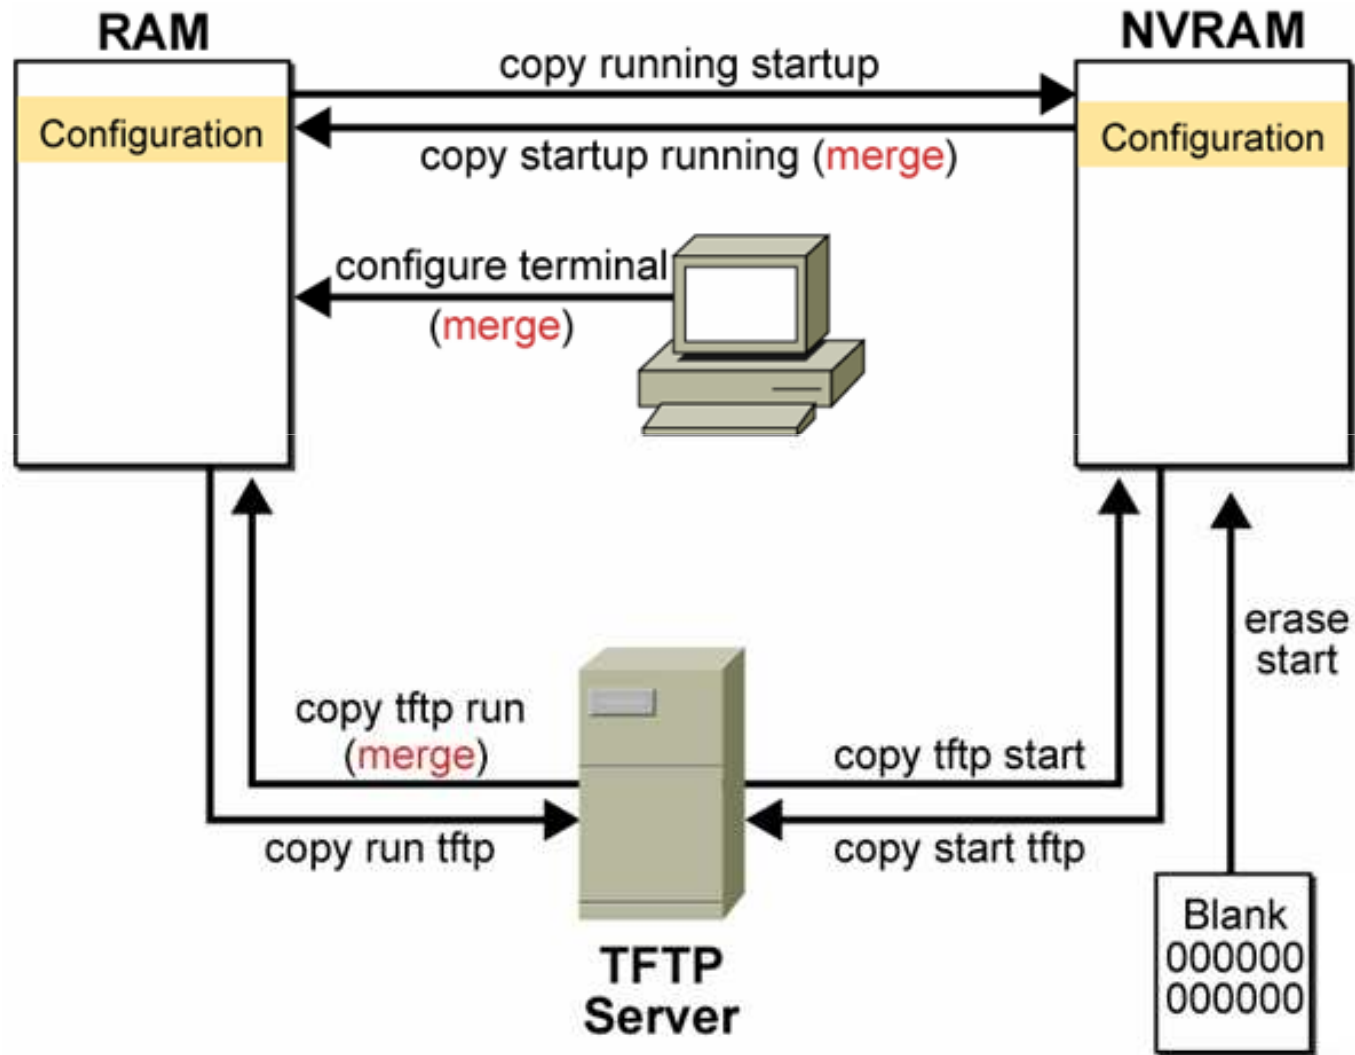 RAM
NVRAM
copy running startup
Configuration
Configuration
copy startup running (merge)
configure terminal
(merge)
erase
start
copy tftp run
(merge)
copy tftp start
copy run tftp
copy start tftp
Blank
000000
000000
TFTP
Server